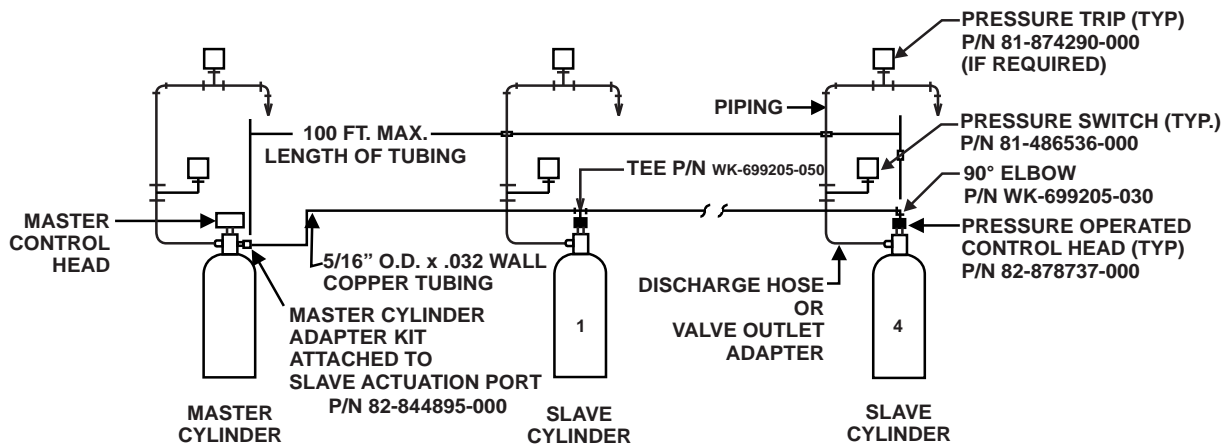 PRESSURE TRIP (TYP)
P/N 81-874290-000
(IF REQUIRED)
PIPING
100 FT. MAX.
LENGTH OF TUBING
PRESSURE SWITCH (TYP.)
P/N 81-486536-000
TEE P/N WK-699205-050
90° ELBOW
P/N WK-699205-030
MASTER
CONTROL
HEAD
PRESSURE OPERATED
CONTROL HEAD (TYP)
P/N 82-878737-000
5/16” O.D. x .032 WALL
COPPER TUBING
DISCHARGE HOSE
OR
VALVE OUTLET
ADAPTER
MASTER CYLINDER
ADAPTER KIT
ATTACHED TO
SLAVE ACTUATION PORT
P/N 82-844895-000
1
4
MASTER
CYLINDER
SLAVE
CYLINDER
SLAVE
CYLINDER